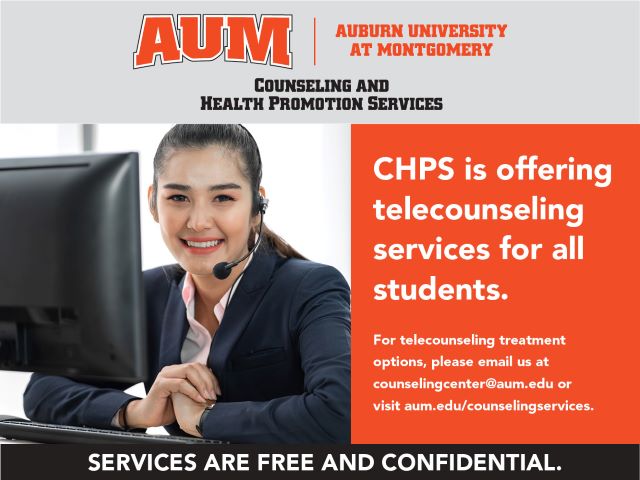 AUM
AUBURN UNIVERSITY
AT MONTGOMERY
COUNSELING AND
HEALTH PROMOTION SERVICES
CHPS is offering
telecounseling
services for all
students.
For telecounseling treatment
options, please email us at
counselingcenter@aum.edu or
visit aum.edu/counselingservices.
SERVICES ARE FREE AND CONFIDENTIAL.